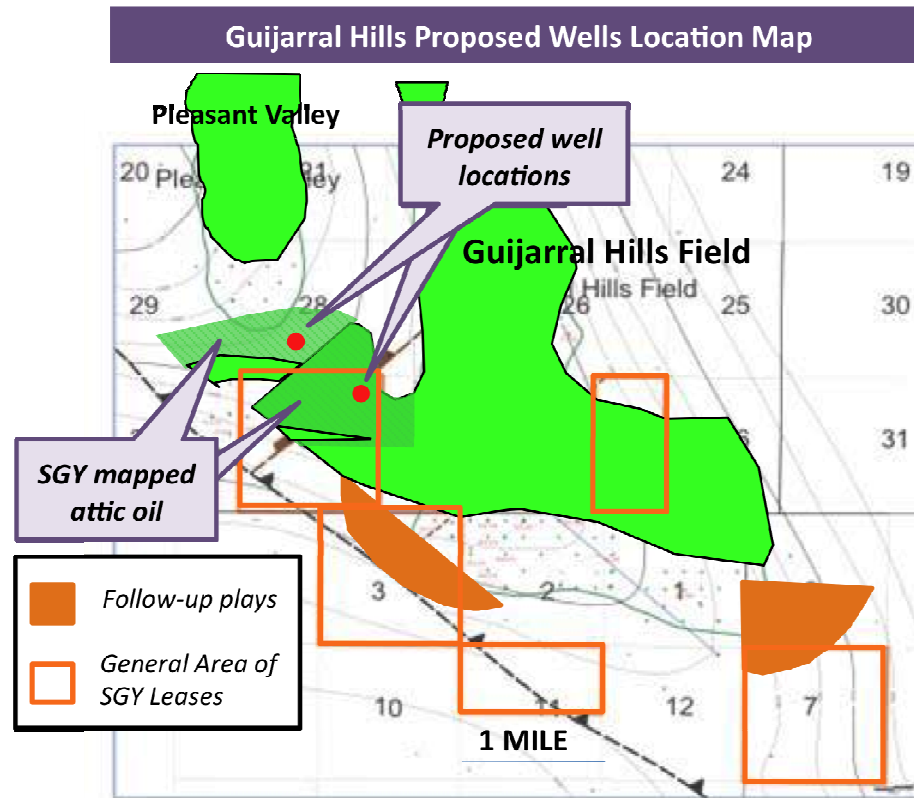 Guijarral Hills Proposed Wells Location Map
Pleasant Valley
Proposed well
locations
20
21
24
19
Guijarral Hills Field
Hills Field
29
28
26
25
30
31
SGY mapped
attic oil
Follow-up plays
General Area of
SGY Leases
3
2
1
10
11
12
7
1 MILE